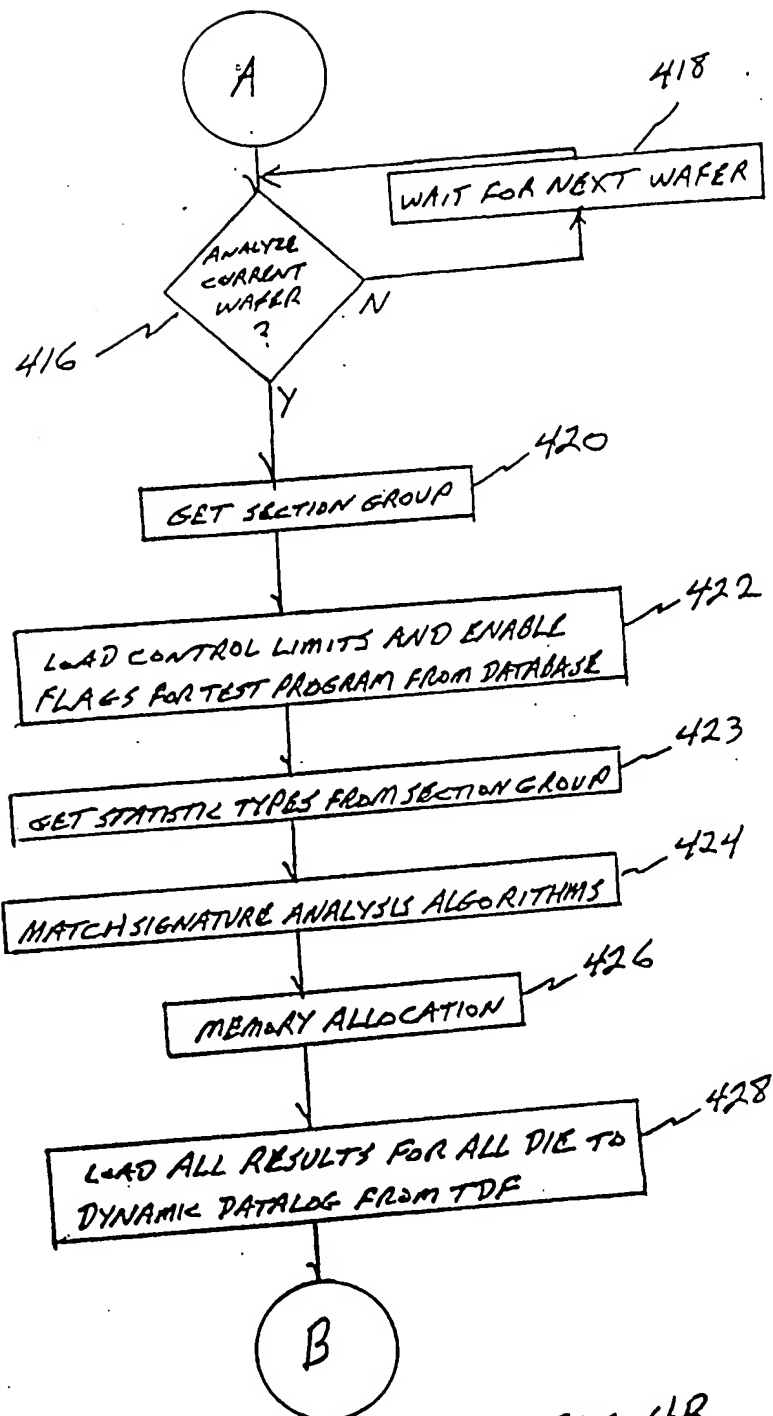 A
418
WAIT FOR NEXT WAFER
ANALYZE
CURRENT
WAFER
?
N
416
Y
420
GET SECTION GROUP
422
LOAD CONTROL LIMITS AND ENABLE
FLAGS FOR TEST PROGRAM FROM DATABASE
423
GET STATISTIC TYPES FROM SECTION GROUP
424
MATCH SIGNATURE ANALYSIS ALGORITHMS
426
MEMORY ALLOCATION
428
LOAD ALL RESULTS FOR ALL DIE TO
DYNAMIC DATALOG FROM TDF
B